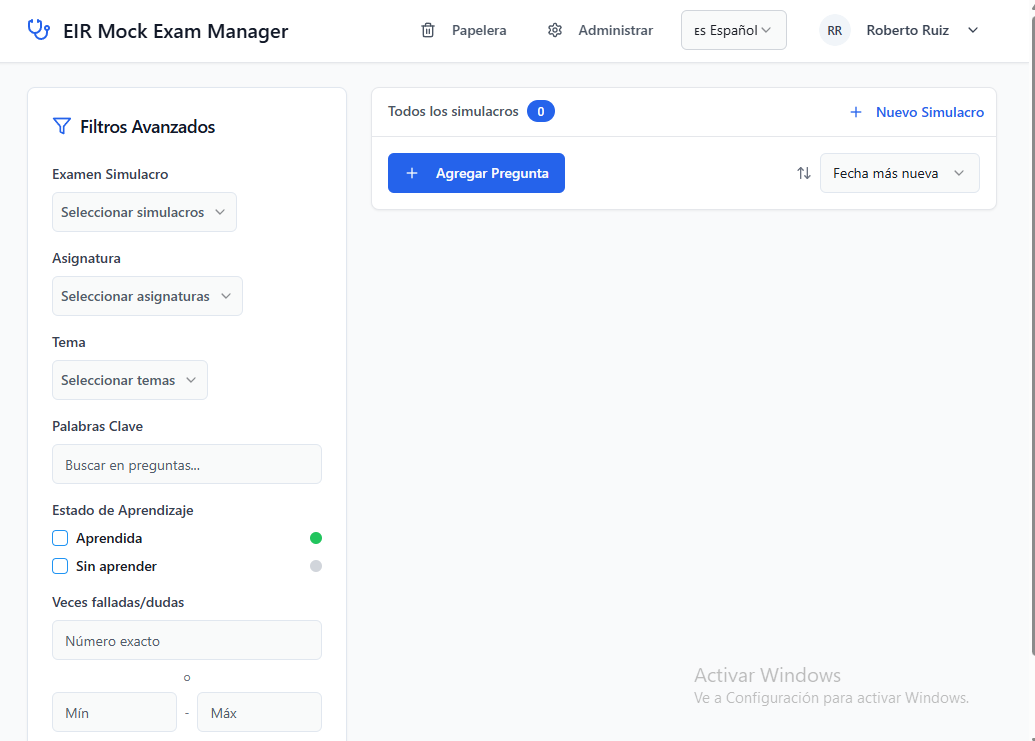 EIR Mock Exam Manager
Papelera
Administrar
ES Español
RR
Roberto Ruiz
Filtros Avanzados
Examen Simulacro
Seleccionar simulacros
Asignatura
Seleccionar asignaturas
Tema
Seleccionar temas
Palabras Clave
Buscar en preguntas...
Estado de Aprendizaje
Aprendida
Sin aprender
Veces falladas/dudas
Número exacto
o
Mín - Máx
Todos los simulacros 0
+ Nuevo Simulacro
+ Agregar Pregunta
Fecha más nueva
Activar Windows
Ve a Configuración para activar Windows.